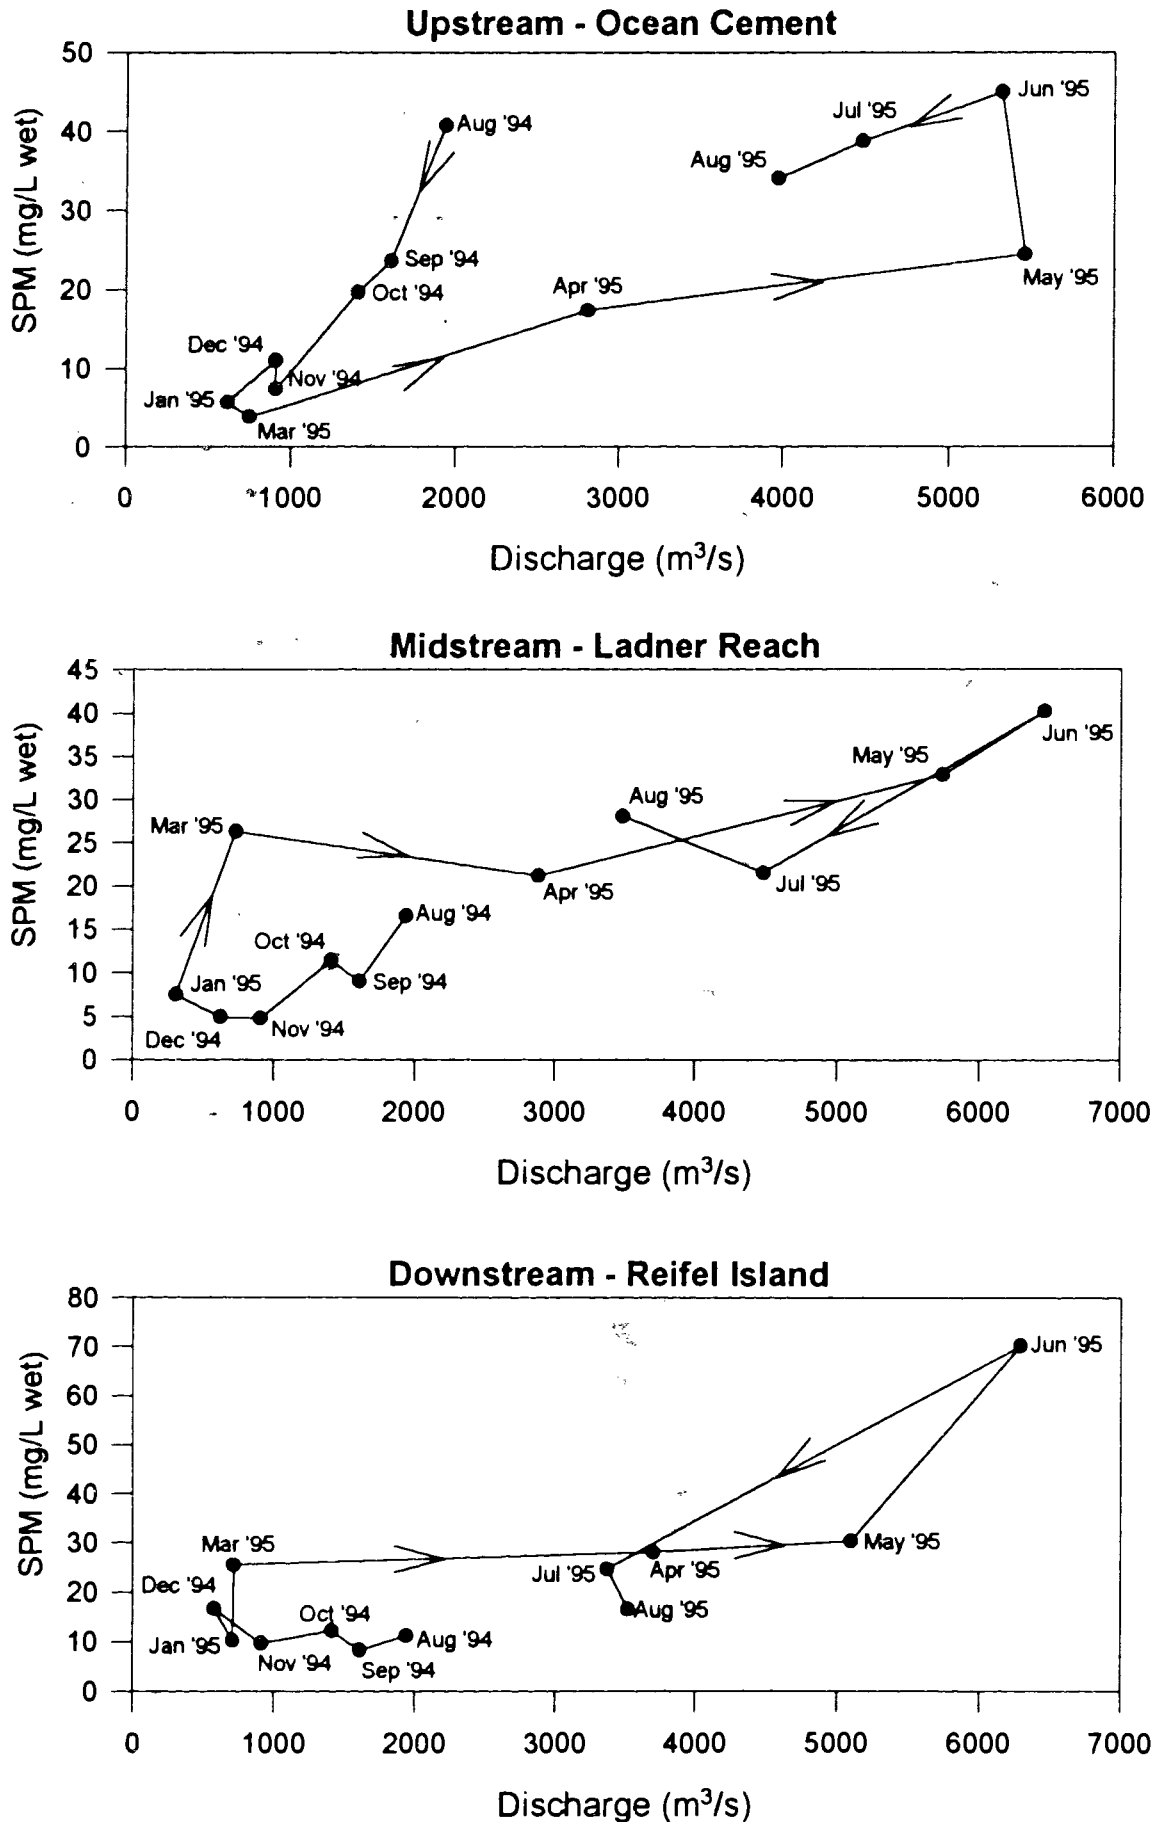 Upstream - Ocean Cement
50
40
30
20
10
0
SPM (mg/L wet)
Aug '94
Sep '94
Oct '94
Dec '94
Nov '94
Jan '95
Mar '95
Apr '95
May '95
Jun '95
Jul '95
Aug '95
0 1000 2000 3000 4000 5000 6000
Discharge (m³/s)
Midstream - Ladner Reach
45
40
35
30
25
20
15
10
5
0
SPM (mg/L wet)
Jun '95
May '95
Aug '95
Mar '95
Jul '95
Apr '95
Aug '94
Oct '94
Sep '94
Jan '95
Dec '94
Nov '94
0 1000 2000 3000 4000 5000 6000 7000
Discharge (m³/s)
Downstream - Reifel Island
80
70
60
50
40
30
20
10
0
SPM (mg/L wet)
Jun '95
Mar '95
May '95
Jul '95
Apr '95
Dec '94
Aug '95
Oct '94
Aug '94
Jan '95
Nov '94
Sep '94
0 1000 2000 3000 4000 5000 6000 7000
Discharge (m³/s)